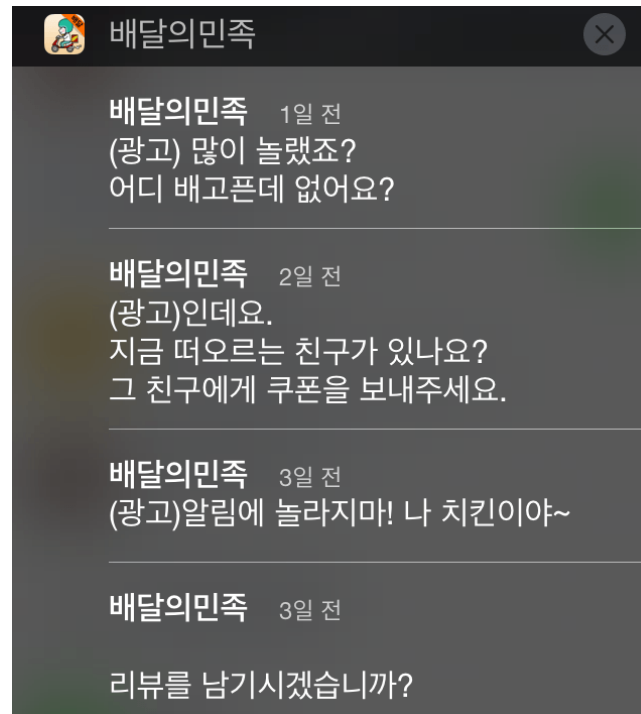 배달의민족
배달의민족 1일 전
(광고) 많이 놀랬죠?
어디 배고픈데 없어요?
배달의민족 2일 전
(광고)인데요.
지금 떠오르는 친구가 있나요?
그 친구에게 쿠폰을 보내주세요.
배달의민족 3일 전
(광고)알림에 놀라지마! 나 치킨이야~
배달의민족 3일 전
리뷰를 남기시겠습니까?